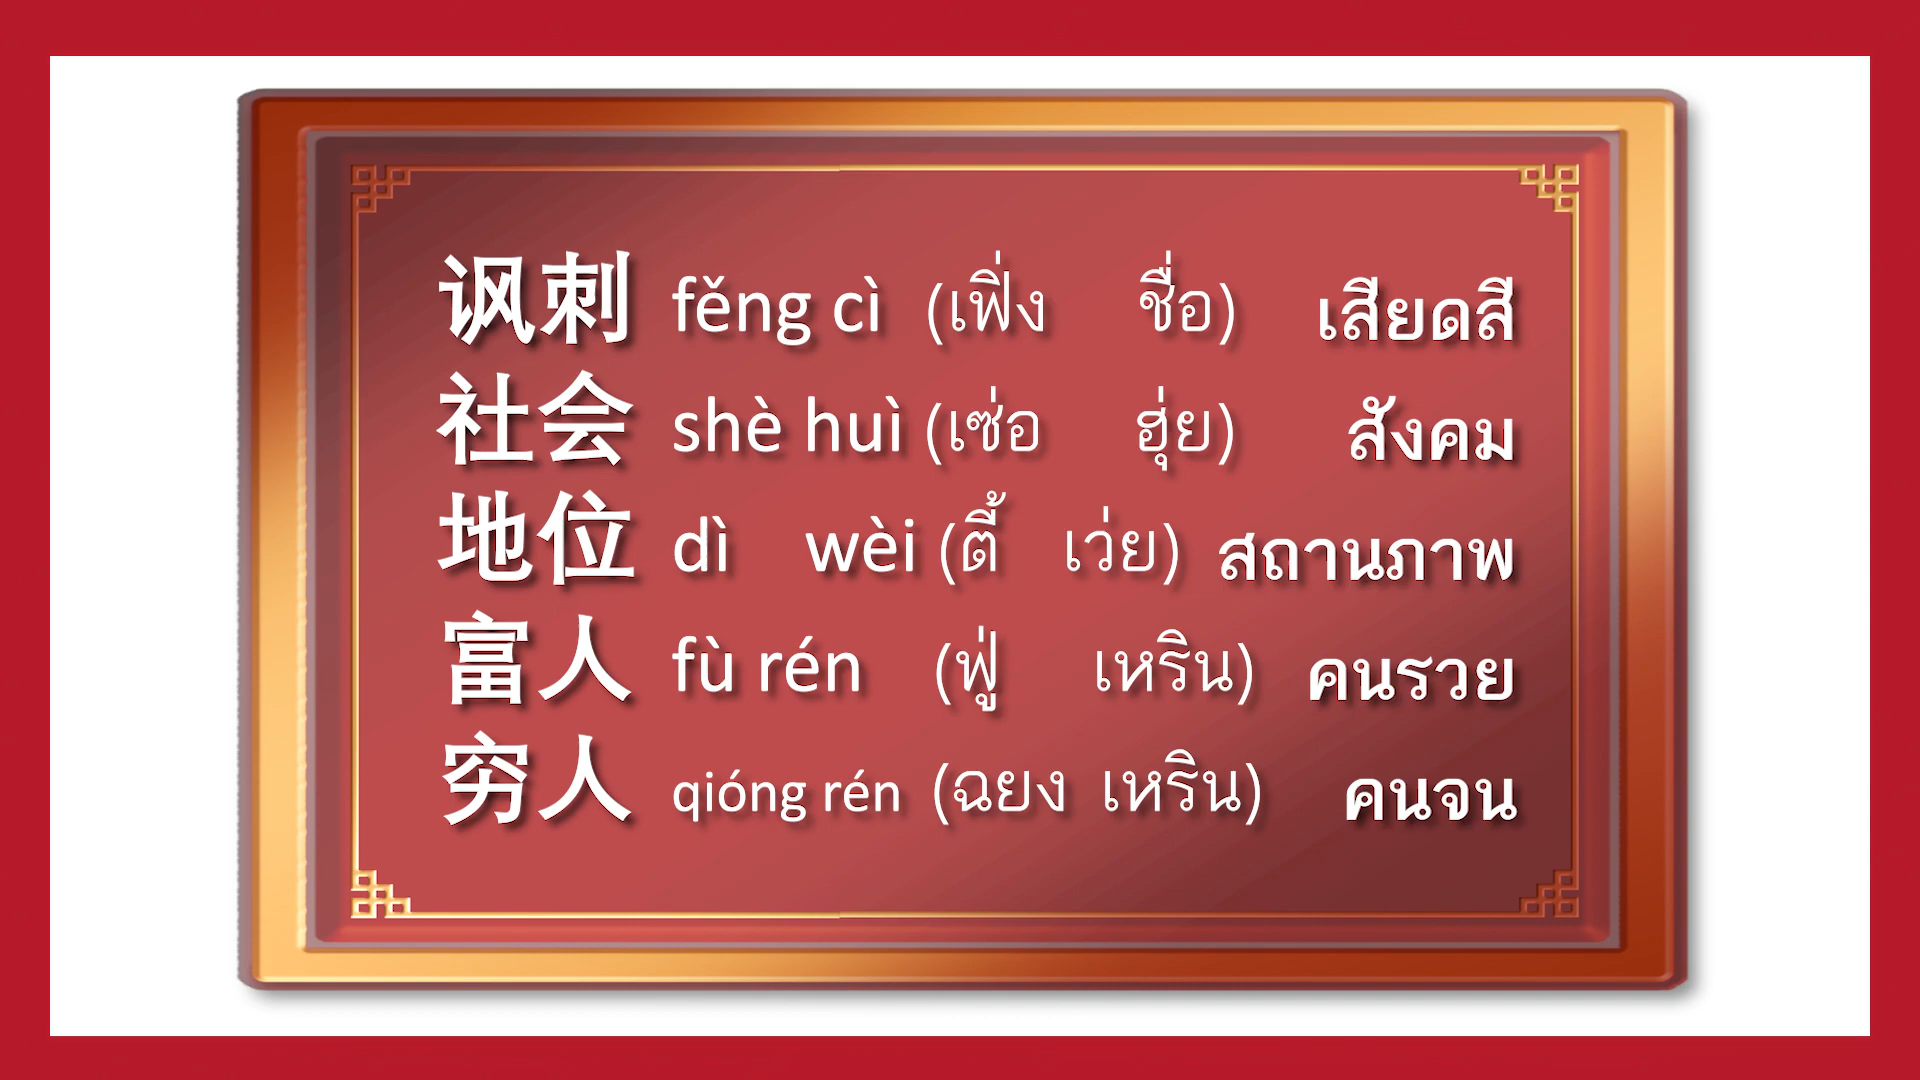 讽刺 fěng cì (เฟิ่ง ชื่อ) เสียดสี
社会 shè huì (เซ่อ ฮุ่ย) สังคม
地位 dì wèi (ตี้ เว่ย) สถานภาพ
富人 fù rén (ฟู่ เหริน) คนรวย
穷人 qióng rén (ฉยง เหริน) คนจน